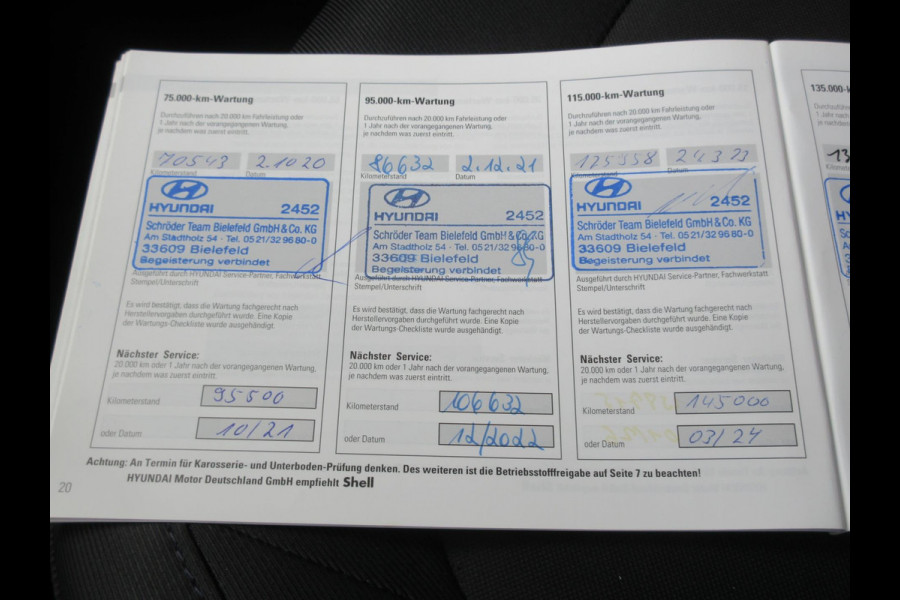 75.000-km-Wartung
Durchzuführen nach 20.000 km Fahrleistung oder
1 Jahr nach der vorangegangenen Wartung,
je nachdem was zuerst eintritt.
70543 2.10 20
Kilometerstand Datum
HYUNDAI 2452
Schröder Team Bielefeld GmbH & Co. KG
Am Stadtholz 54 · Tel. 05 21/32 96 80-0
33609 Bielefeld
Begeisterung verbindet
Ausgeführt durch HYUNDAI Service-Partner, Fachwerkstatt
Stempel/Unterschrift
Es wird bestätigt, dass die Wartung fachgerecht nach
Herstellervorgaben durchgeführt wurde. Eine Kopie
der Wartungs-Checkliste wurde ausgehändigt.
Nächster Service:
20.000 km oder 1 Jahr nach der vorangegangenen Wartung,
je nachdem was zuerst eintritt.
Kilometerstand 95500
oder Datum 10/21
95.000-km-Wartung
Durchzuführen nach 20.000 km Fahrleistung oder
1 Jahr nach der vorangegangenen Wartung,
je nachdem was zuerst eintritt.
86632 2.12.21
Kilometerstand Datum
HYUNDAI 2452
Schröder Team Bielefeld GmbH & Co. KG
Am Stadtholz 54 · Tel. 05 21/32 96 80-0
33609 Bielefeld
Begeisterung verbindet
Ausgeführt durch HYUNDAI Service-Partner, Fachwerkstatt
Stempel/Unterschrift
Es wird bestätigt, dass die Wartung fachgerecht nach
Herstellervorgaben durchgeführt wurde. Eine Kopie
der Wartungs-Checkliste wurde ausgehändigt.
Nächster Service:
20.000 km oder 1 Jahr nach der vorangegangenen Wartung,
je nachdem was zuerst eintritt.
Kilometerstand 106632
oder Datum 12/2022
115.000-km-Wartung
Durchzuführen nach 20.000 km Fahrleistung oder
1 Jahr nach der vorangegangenen Wartung,
je nachdem was zuerst eintritt.
24.3 23
Kilometerstand Datum
HYUNDAI 2452
Schröder Team Bielefeld GmbH & Co. KG
Am Stadtholz 54 · Tel. 05 21/32 96 80-0
33609 Bielefeld
Begeisterung verbindet
Ausgeführt durch HYUNDAI Service-Partner, Fachwerkstatt
Stempel/Unterschrift
Es wird bestätigt, dass die Wartung fachgerecht nach
Herstellervorgaben durchgeführt wurde. Eine Kopie
der Wartungs-Checkliste wurde ausgehändigt.
Nächster Service:
20.000 km oder 1 Jahr nach der vorangegangenen Wartung,
je nachdem was zuerst eintritt.
Kilometerstand 145000
oder Datum 03/24
135.000-k
Achtung: An Termin für Karosserie- und Unterboden-Prüfung denken. Des weiteren ist die Betriebsstofffreigabe auf Seite 7 zu beachten!
HYUNDAI Motor Deutschland GmbH empfiehlt Shell
20